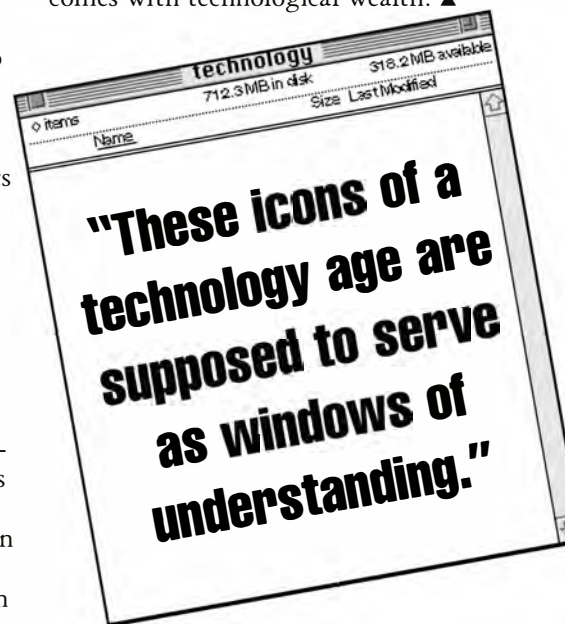 comes with technological wealth. ▲
technology
◇ items 712.3 MB in disk 318.2 MB available
Name Size Last Modified
"These icons of a
technology age are
supposed to serve
as windows of
understanding."